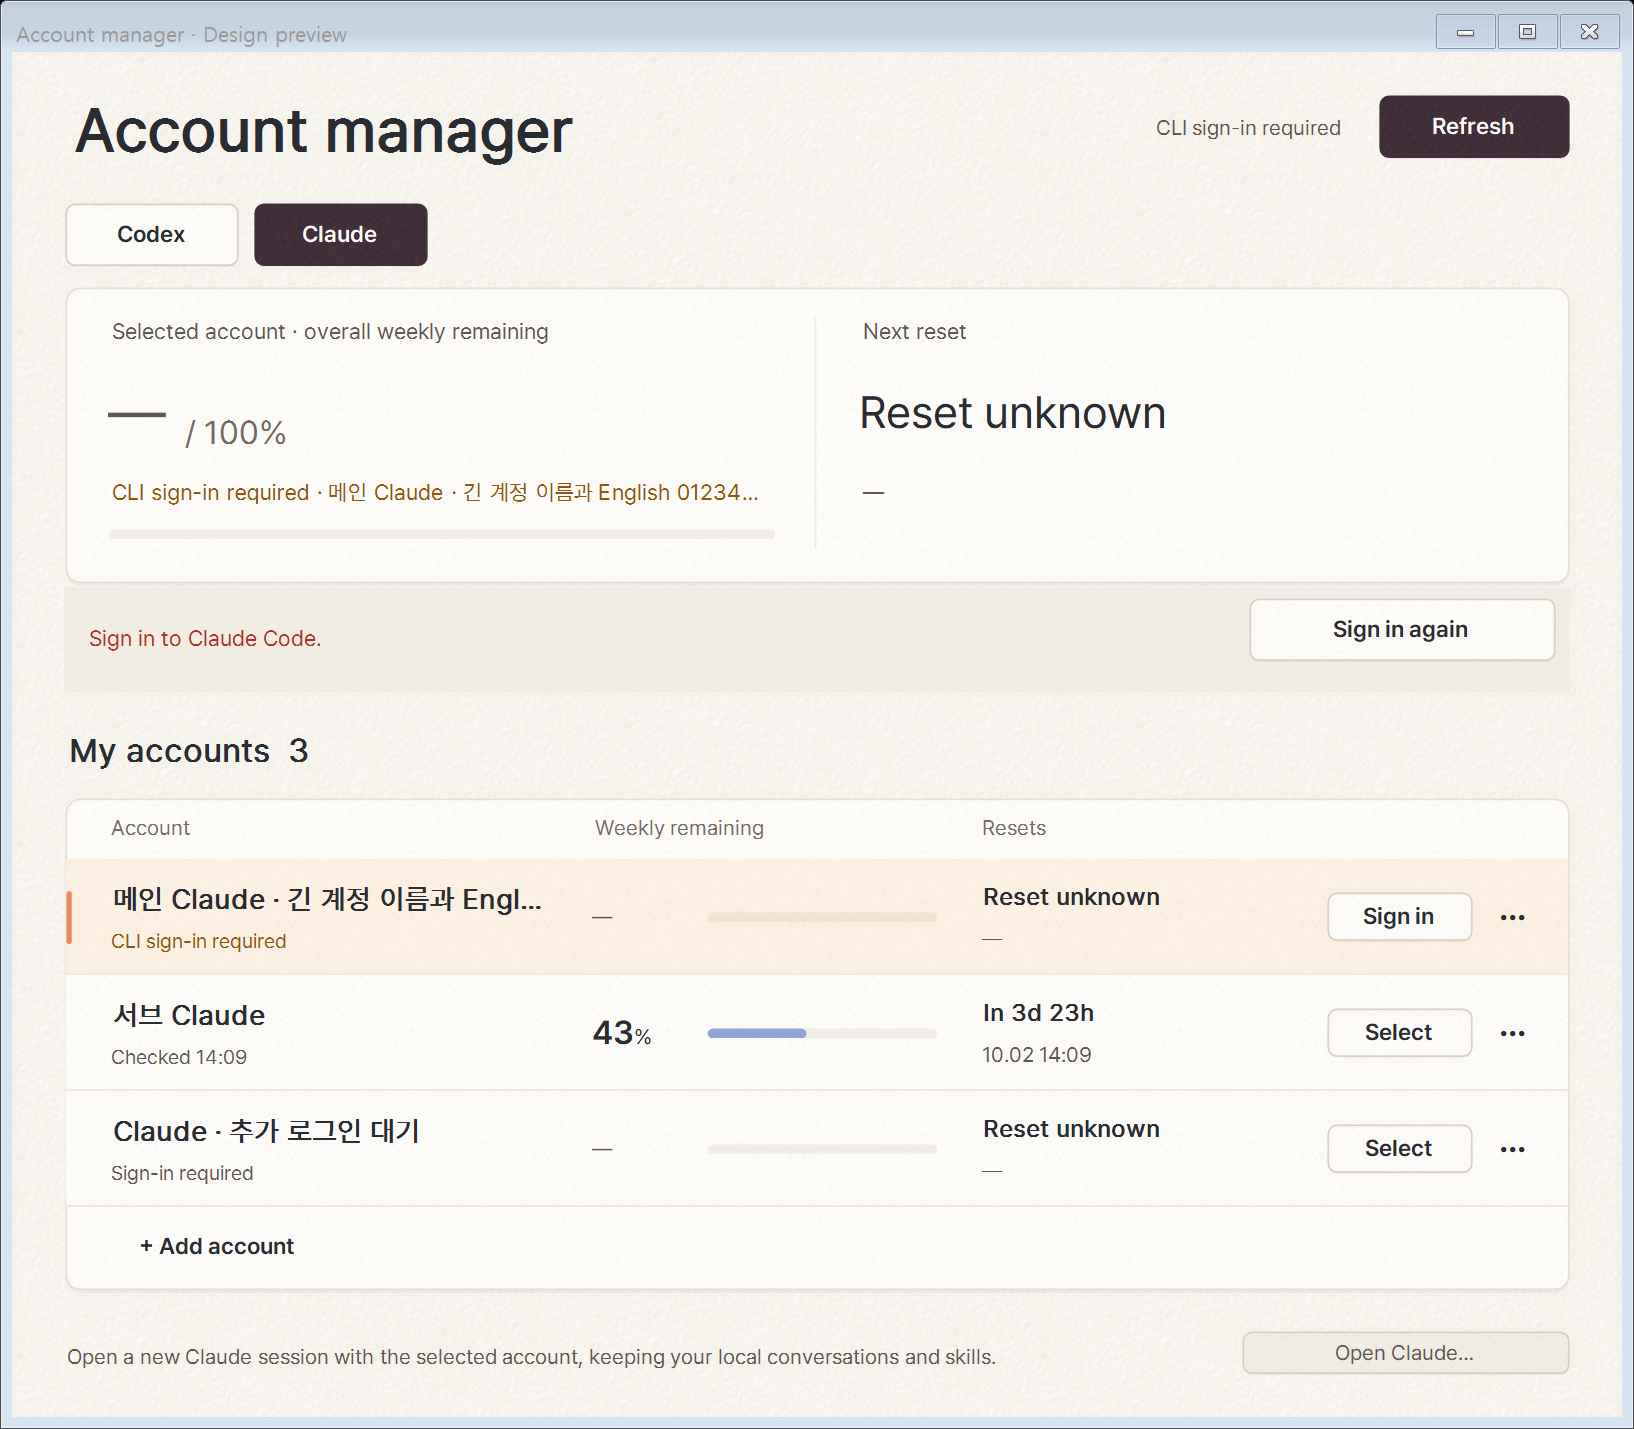 Account manager · Design preview
Account manager
CLI sign-in required
Refresh
Codex
Claude
Selected account · overall weekly remaining
— / 100%
CLI sign-in required · 메인 Claude · 긴 계정 이름과 English 01234...
Next reset
Reset unknown
—
Sign in to Claude Code.
Sign in again
My accounts 3
Account
Weekly remaining
Resets
메인 Claude · 긴 계정 이름과 Engl...
CLI sign-in required
—
Reset unknown
—
Sign in
서브 Claude
Checked 14:09
43%
In 3d 23h
10.02 14:09
Select
Claude · 추가 로그인 대기
Sign-in required
—
Reset unknown
—
Select
+ Add account
Open a new Claude session with the selected account, keeping your local conversations and skills.
Open Claude...